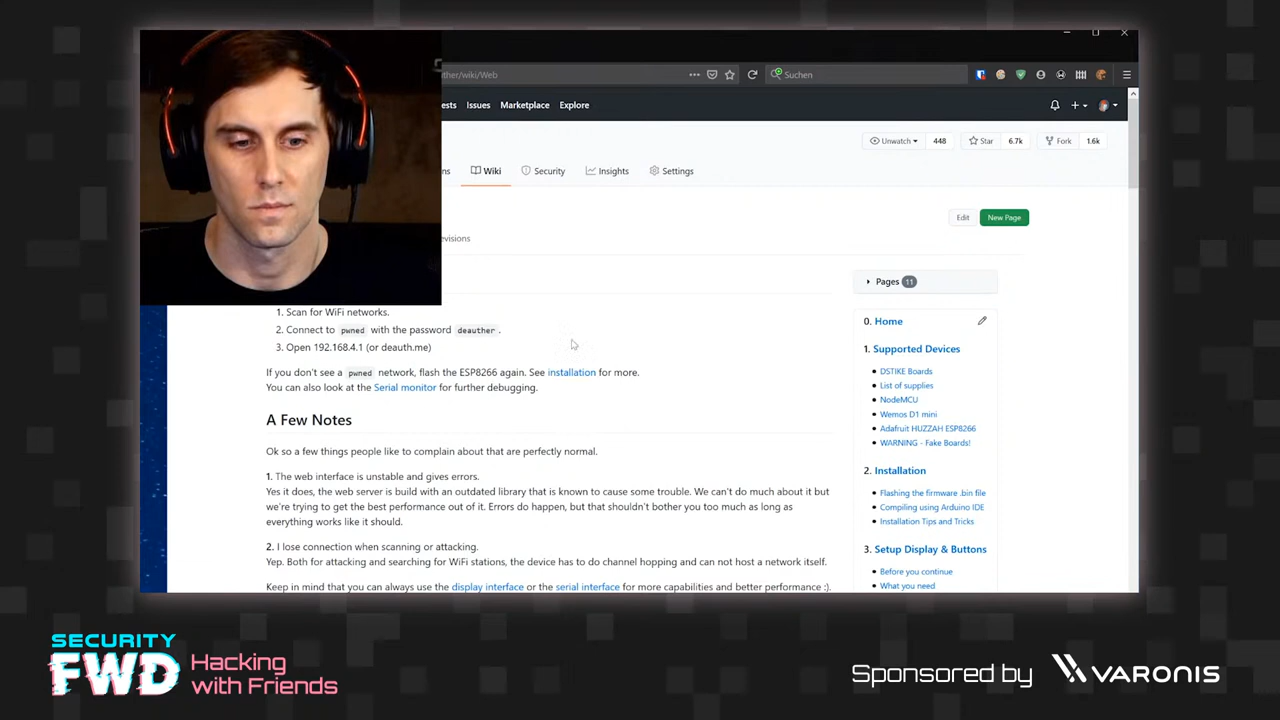 ther/wiki/Web
Suchen
ests Issues Marketplace Explore
Unwatch 448 Star 6.7k Fork 1.6k
ns Wiki Security Insights Settings
Edit New Page
evisions
Pages 11
1. Scan for WiFi networks.
2. Connect to pwned with the password deauther.
3. Open 192.168.4.1 (or deauth.me)
If you don't see a pwned network, flash the ESP8266 again. See installation for more.
You can also look at the Serial monitor for further debugging.
A Few Notes
Ok so a few things people like to complain about that are perfectly normal.
1. The web interface is unstable and gives errors.
Yes it does, the web server is build with an outdated library that is known to cause some trouble. We can't do much about it but
we're trying to get the best performance out of it. Errors do happen, but that shouldn't bother you too much as long as
everything works like it should.
2. I lose connection when scanning or attacking.
Yep. Both for attacking and searching for WiFi stations, the device has to do channel hopping and can not host a network itself.
Keep in mind that you can always use the display interface or the serial interface for more capabilities and better performance :).
0. Home
1. Supported Devices
DSTIKE Boards
List of supplies
NodeMCU
Wemos D1 mini
Adafruit HUZZAH ESP8266
WARNING - Fake Boards!
2. Installation
Flashing the firmware .bin file
Compiling using Arduino IDE
Installation Tips and Tricks
3. Setup Display & Buttons
Before you continue
What you need
SECURITY
FWD
Hacking
with Friends
Sponsored by VARONIS